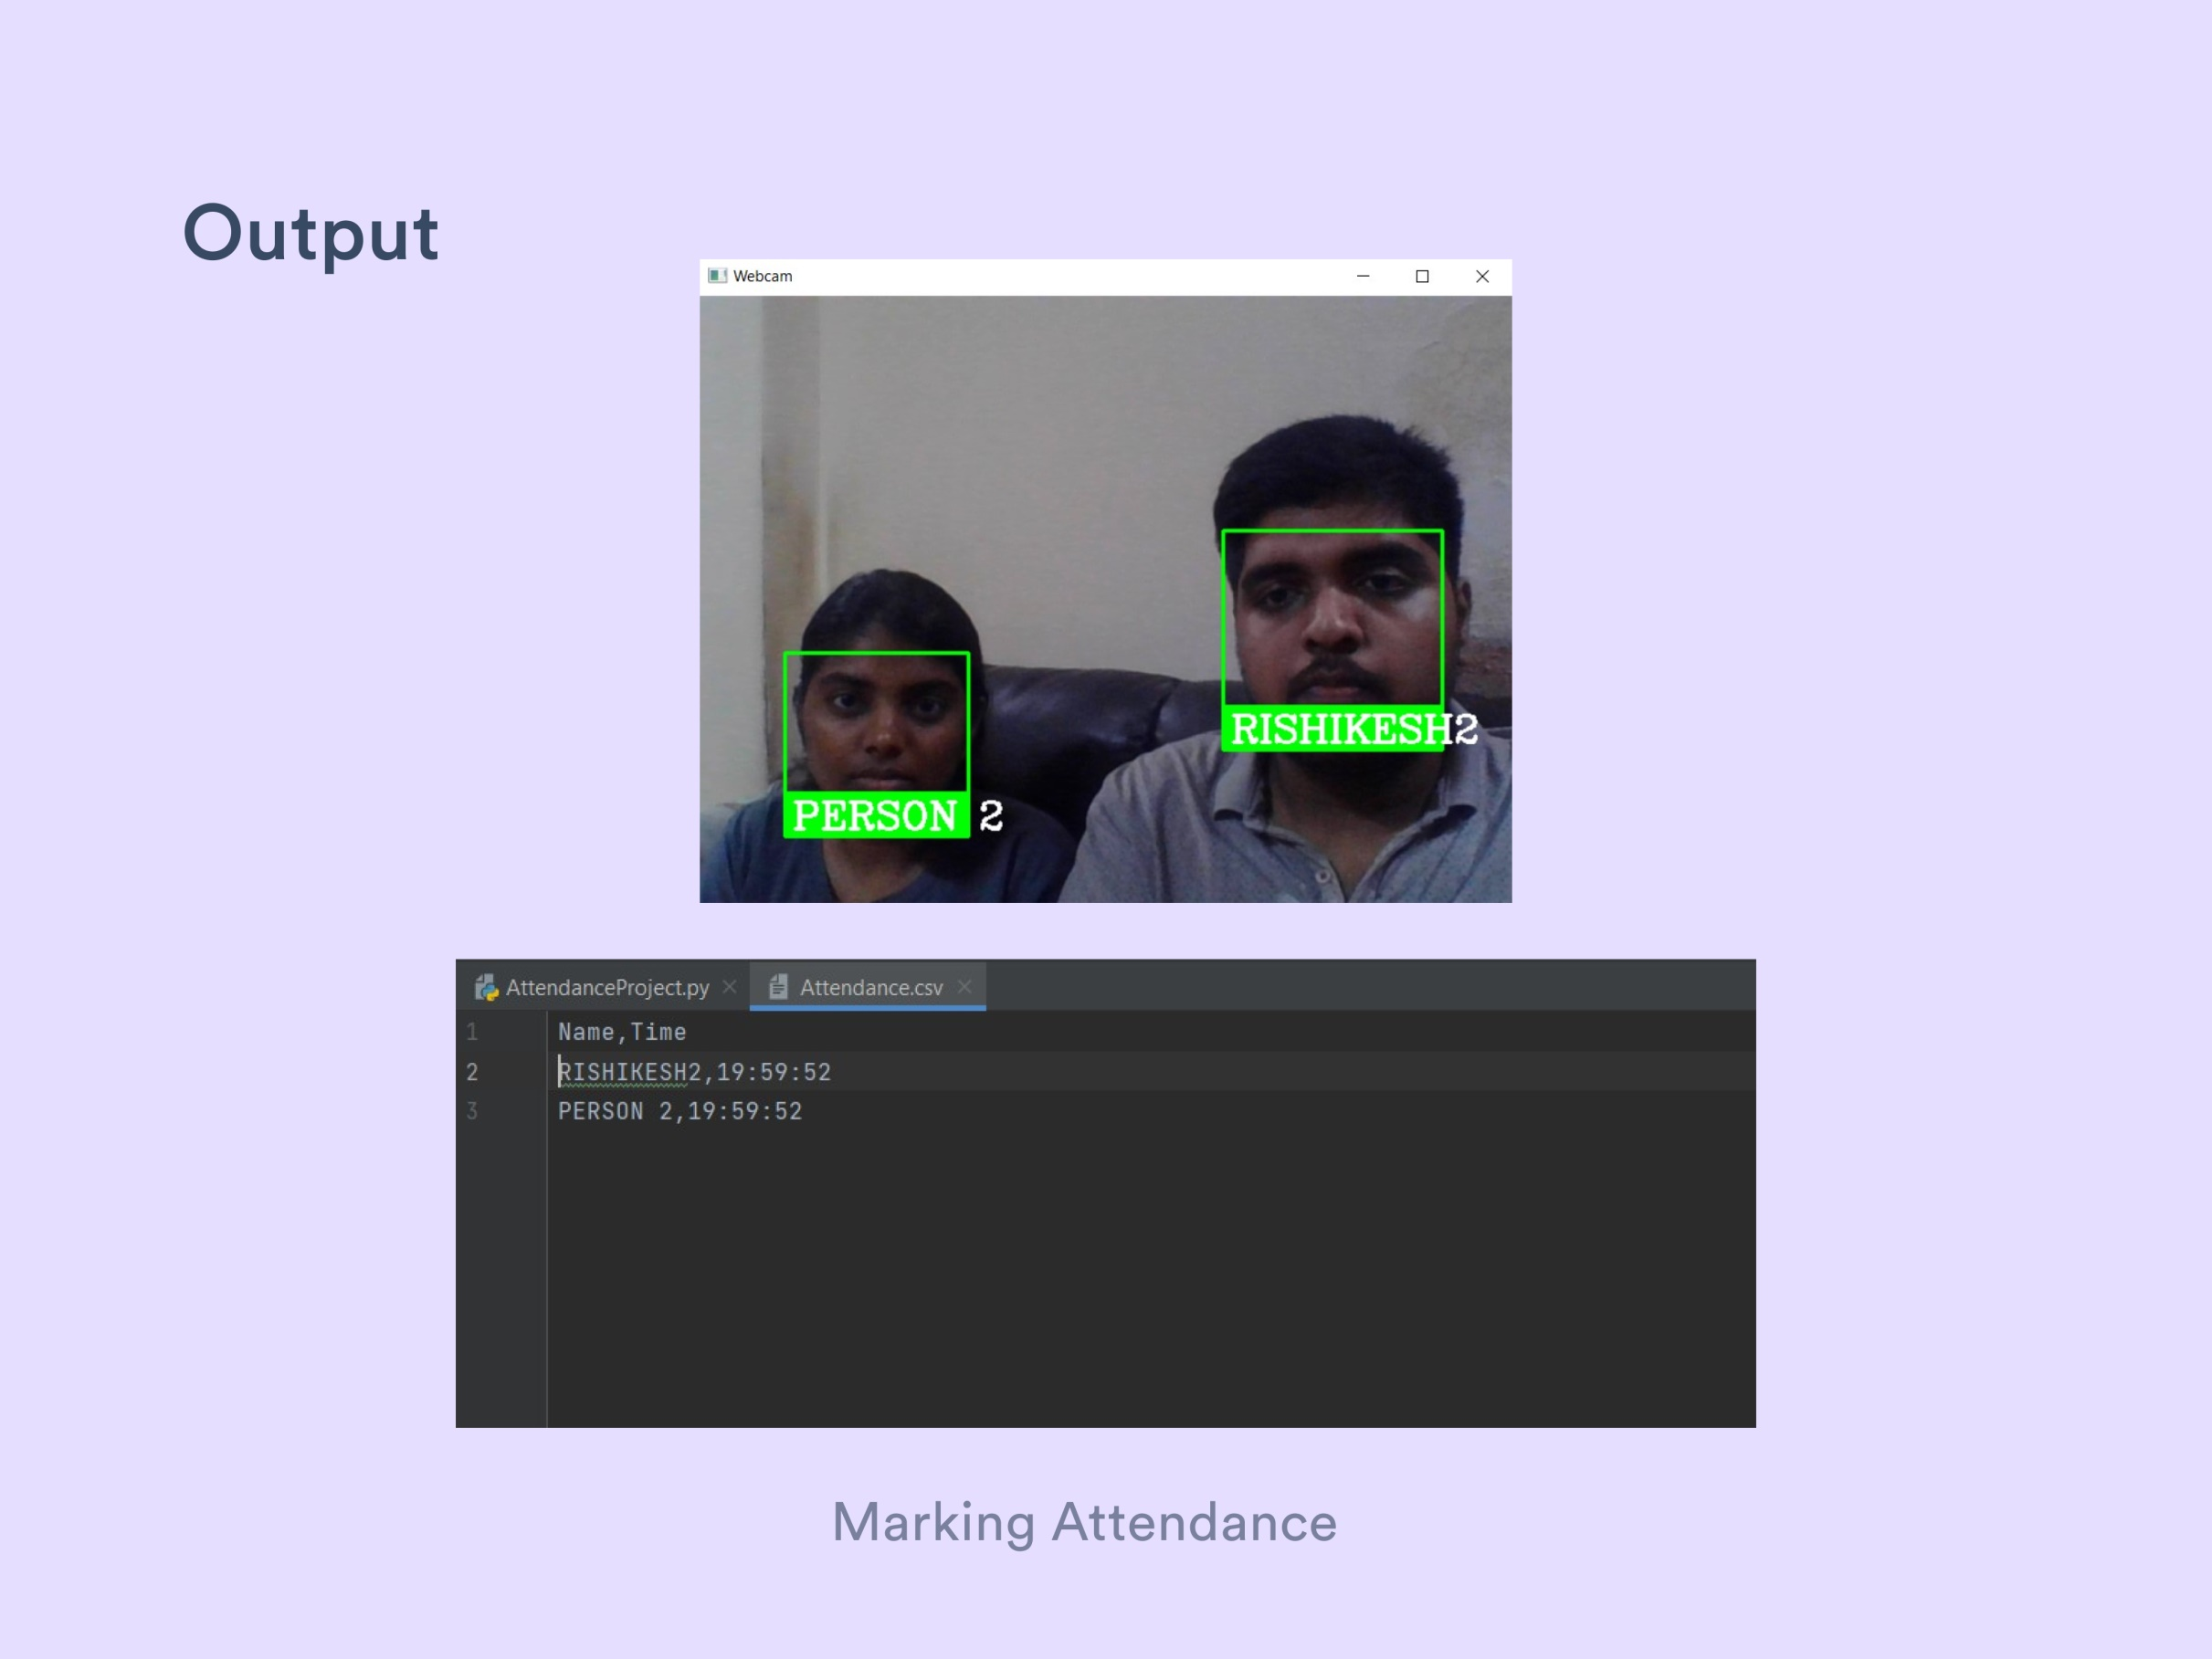 Output
Webcam
RISHIKESH2
PERSON 2
AttendanceProject.py
Attendance.csv
1 Name,Time
2 RISHIKESH2,19:59:52
3 PERSON 2,19:59:52
Marking Attendance